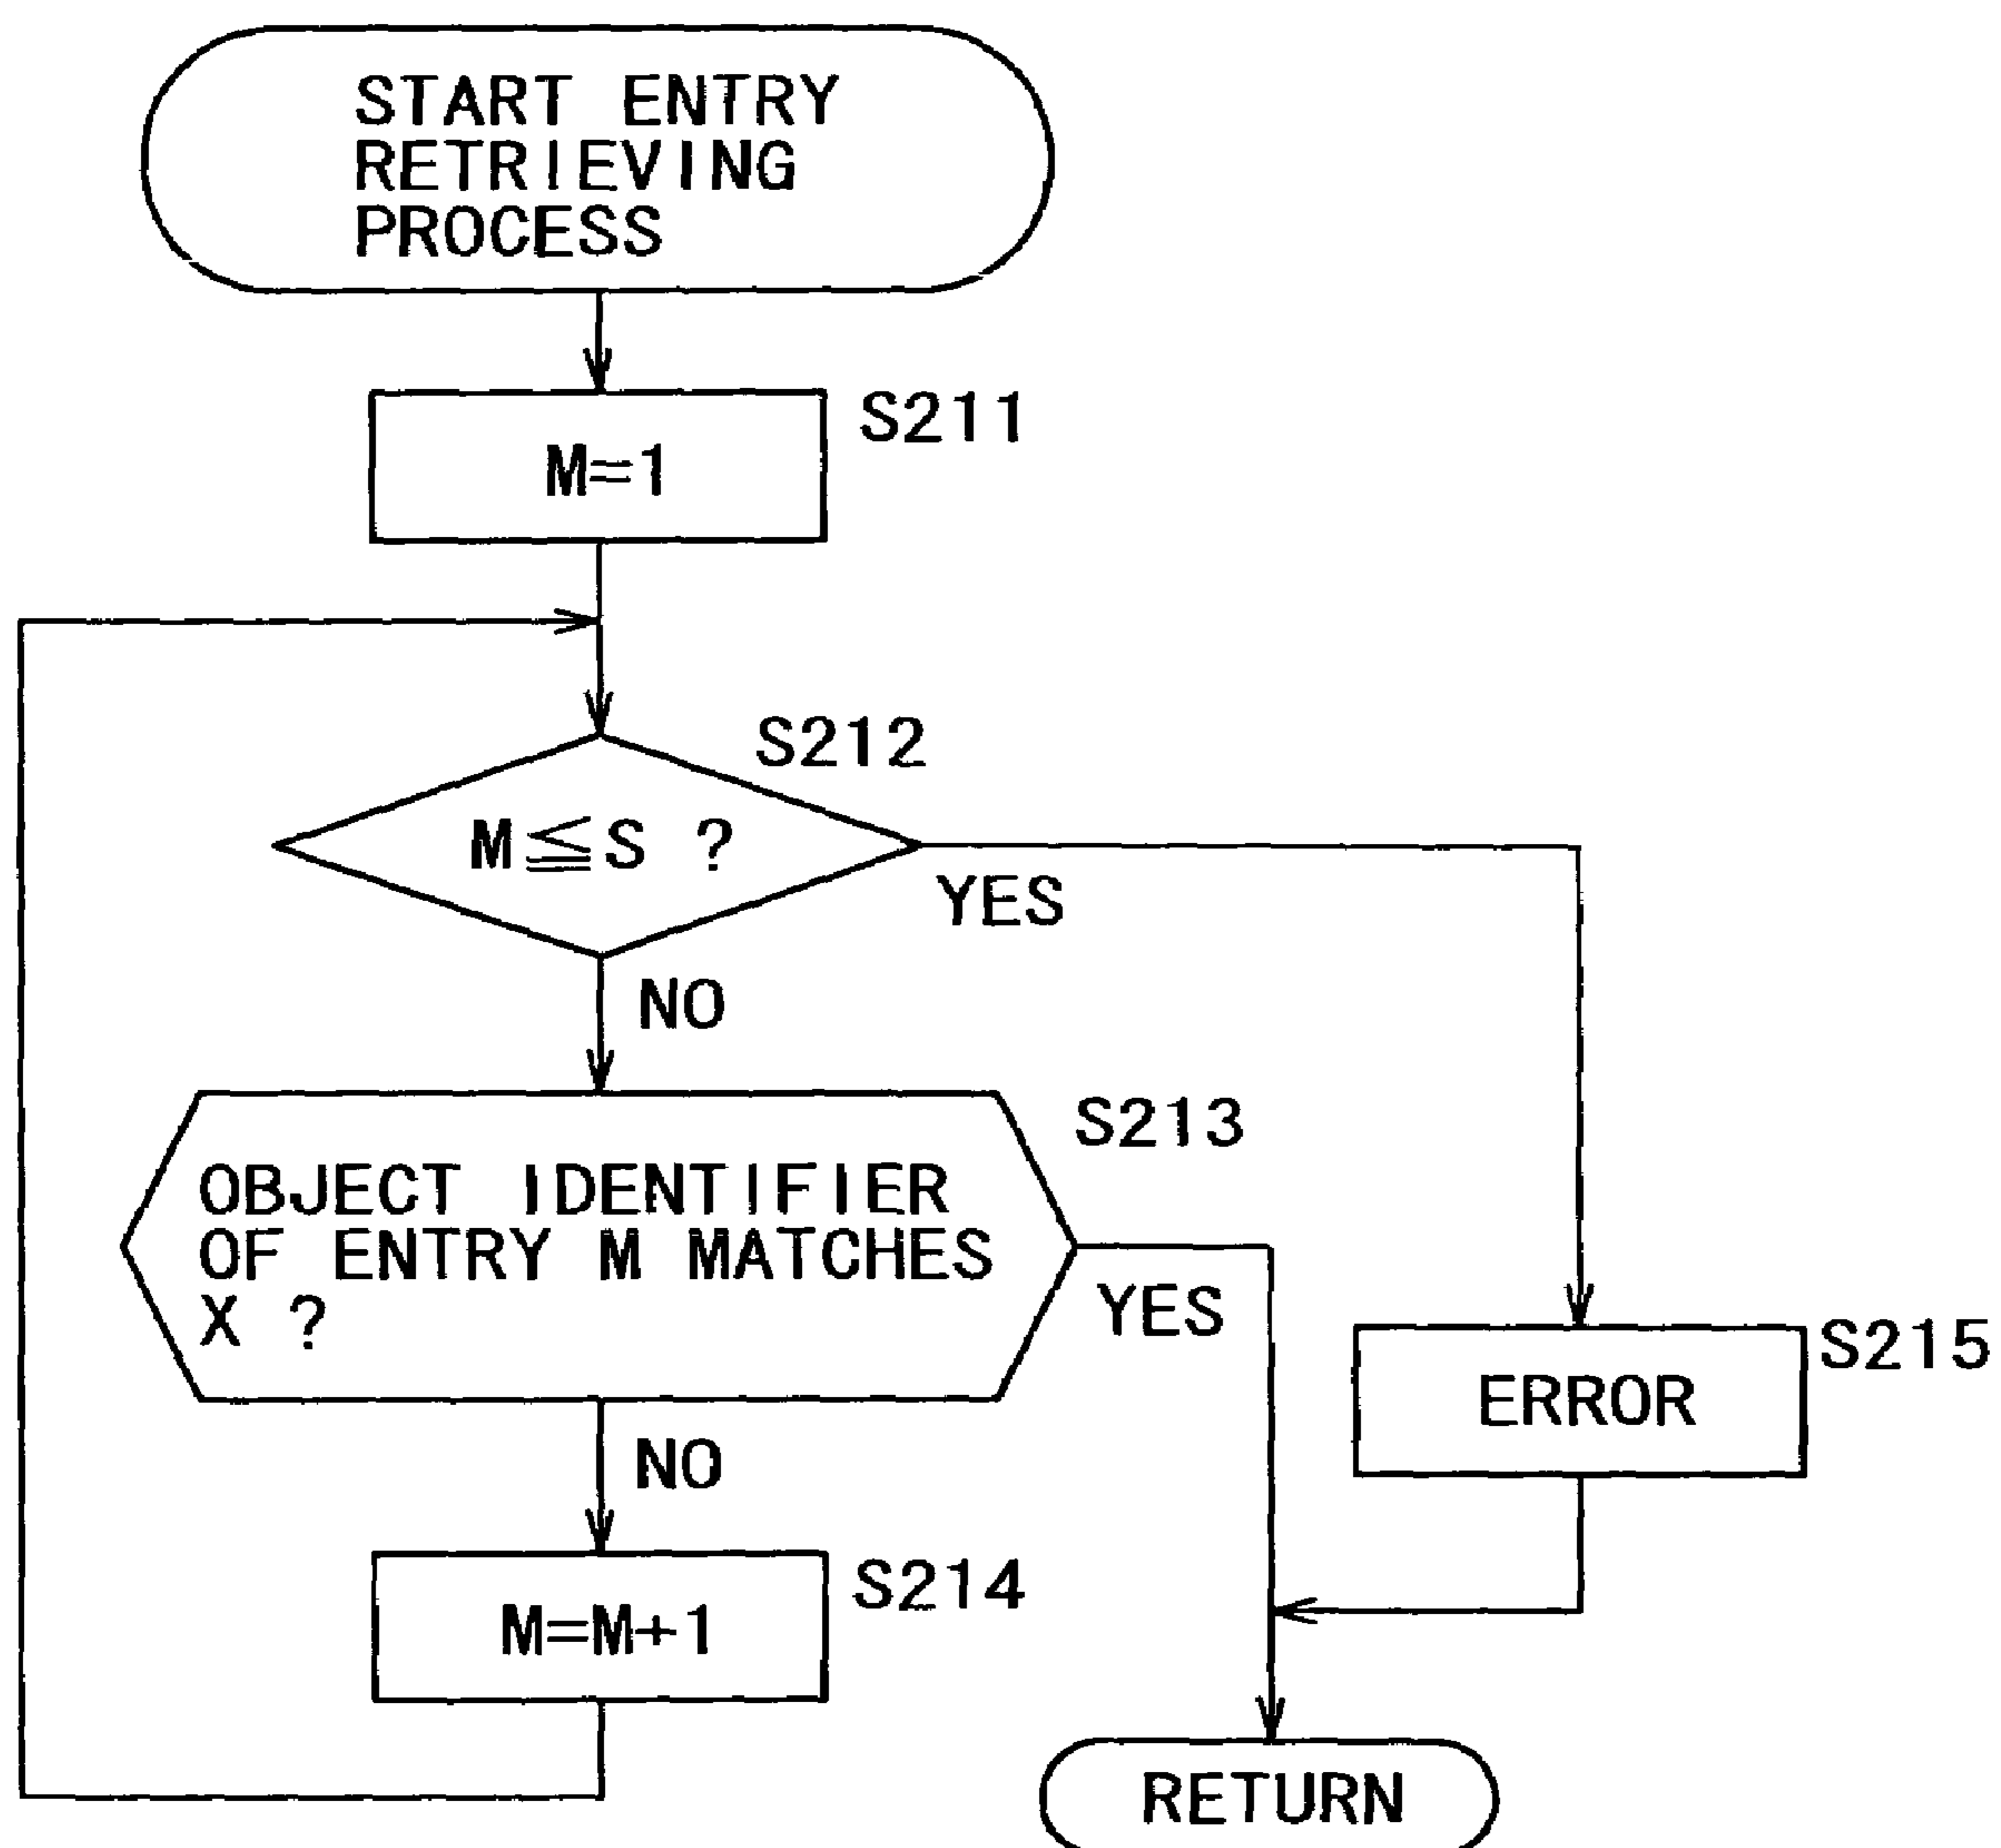 START ENTRY
RETRIEVING
PROCESS
S211
M=1
S212
M≦S ?
YES
NO
S213
OBJECT IDENTIFIER
OF ENTRY M MATCHES
X ?
YES
S215
ERROR
NO
S214
M=M+1
RETURN